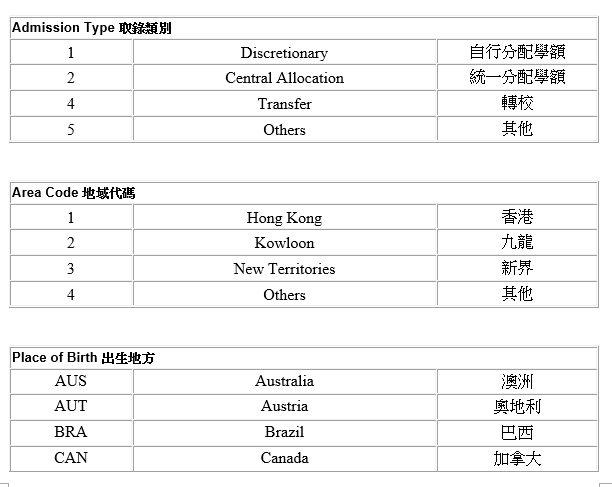 Admission Type 取錄類別
1 Discretionary 自行分配學額
2 Central Allocation 統一分配學額
4 Transfer 轉校
5 Others 其他
Area Code 地域代碼
1 Hong Kong 香港
2 Kowloon 九龍
3 New Territories 新界
4 Others 其他
Place of Birth 出生地方
AUS Australia 澳洲
AUT Austria 奧地利
BRA Brazil 巴西
CAN Canada 加拿大